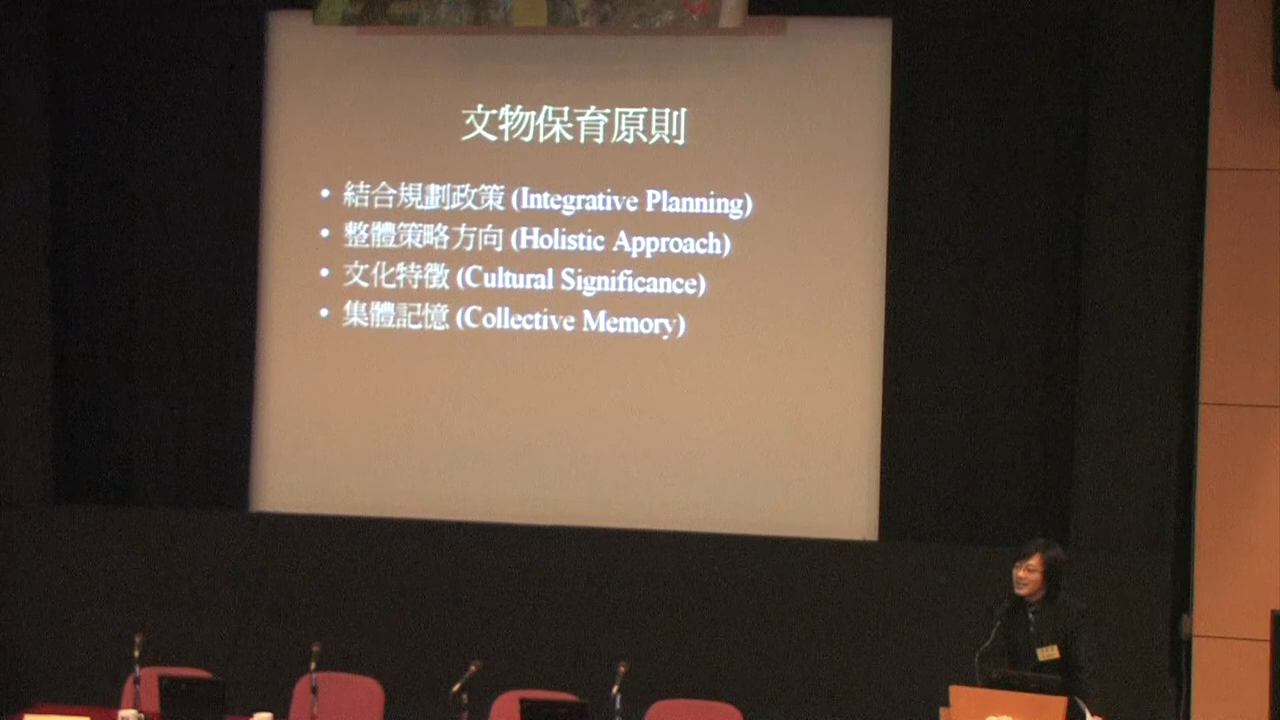 文物保育原則
• 結合規劃政策 (Integrative Planning)
• 整體策略方向 (Holistic Approach)
• 文化特徵 (Cultural Significance)
• 集體記憶 (Collective Memory)